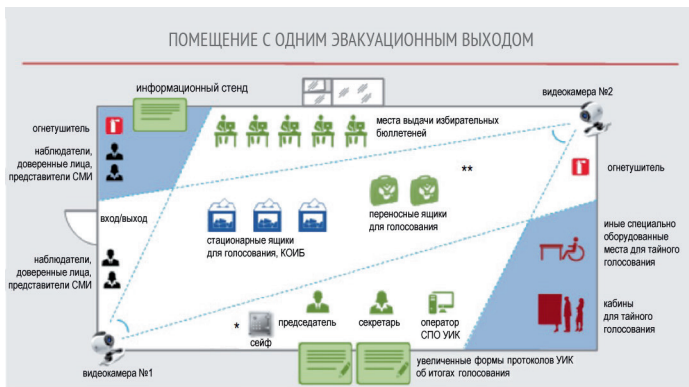 ПОМЕЩЕНИЕ С ОДНИМ ЭВАКУАЦИОННЫМ ВЫХОДОМ
информационный стенд
видеокамера №2
огнетушитель
места выдачи избирательных
бюллетеней
наблюдатели,
доверенные лица,
представители СМИ
**
огнетушитель
вход/выход
стационарные ящики
для голосования, КОИБ
переносные ящики
для голосования
иные специально
оборудованные
места для тайного
голосования
наблюдатели,
доверенные лица,
представители СМИ
кабины
для тайного
голосования
*
сейф
председатель
секретарь
оператор
СПО УИК
видеокамера №1
увеличенные формы протоколов УИК
об итогах голосования